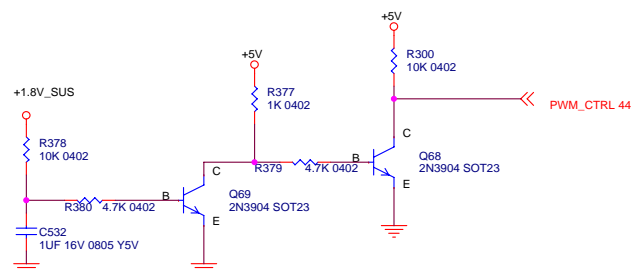 +5V
R300
10K 0402
+5V
R377
1K 0402
PWM_CTRL 44
+1.8V_SUS
R378
10K 0402
C
Q68
2N3904 SOT23
B
E
R379
4.7K 0402
C
Q69
2N3904 SOT23
B
E
R380
4.7K 0402
C532
1UF 16V 0805 Y5V